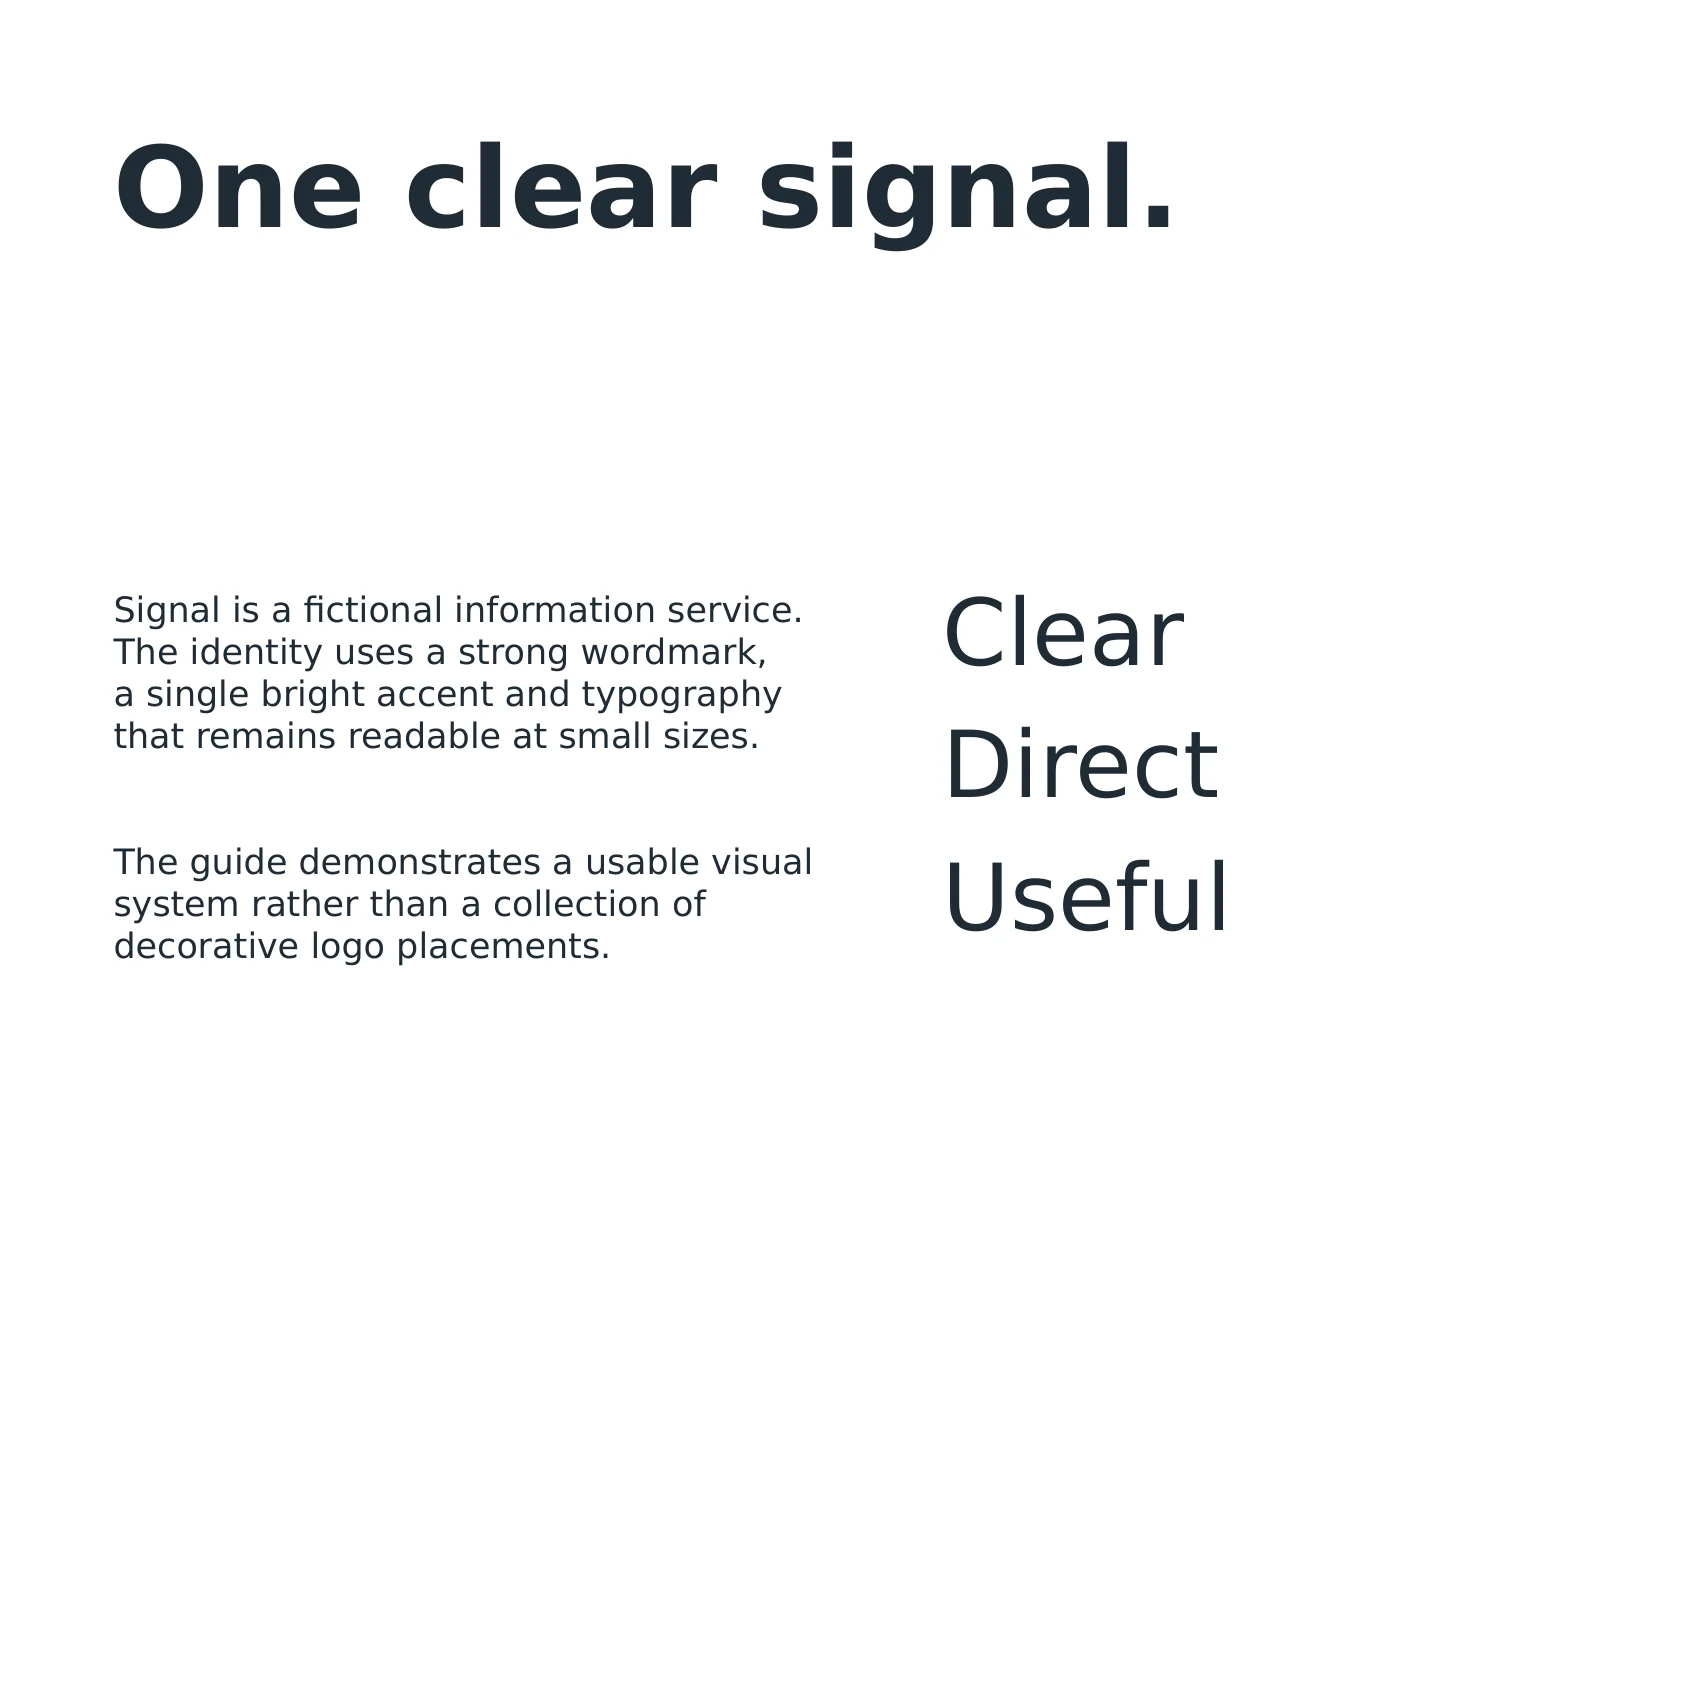 One clear signal.
Signal is a fictional information service.
The identity uses a strong wordmark,
a single bright accent and typography
that remains readable at small sizes.
The guide demonstrates a usable visual
system rather than a collection of
decorative logo placements.
Clear
Direct
Useful